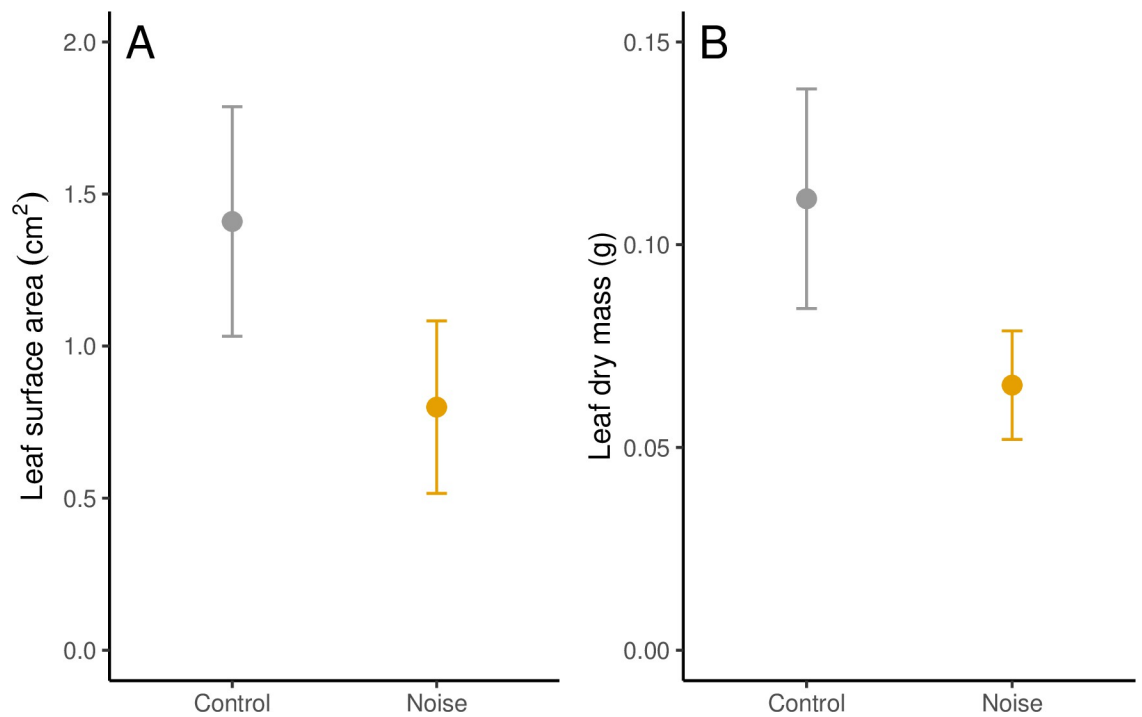 A
Leaf surface area (cm²)
2.0
1.5
1.0
0.5
0.0
Control Noise
B
Leaf dry mass (g)
0.15
0.10
0.05
0.00
Control Noise